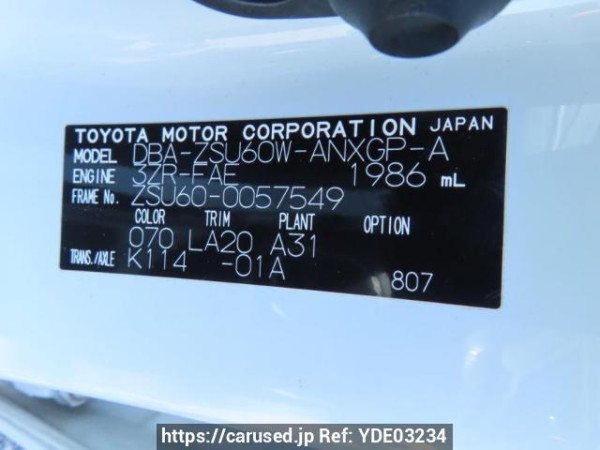 TOYOTA MOTOR CORPORATION JAPAN
MODEL DBA-ZSU60W-ANXGP-A
ENGINE 3ZR-FAE 1986 mL
FRAME No. ZSU60-0057549
COLOR TRIM PLANT OPTION
070 LA20 A31
TRANS./AXLE K114 -01A
807
https://carused.jp Ref: YDE03234